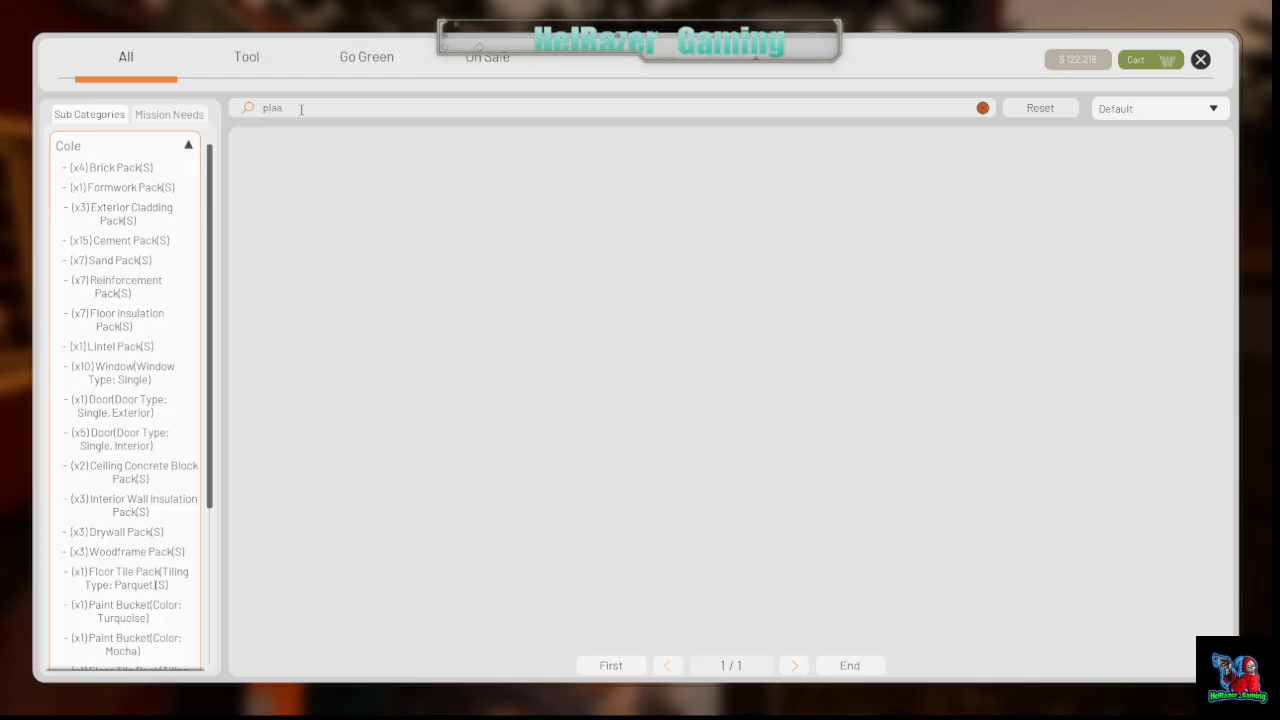 HelRazer Gaming
All
Tool
Go Green
On Sale
$ 122.218
Cart
Sub Categories
Mission Needs
plaa
Reset
Default
Cole
- (x4) Brick Pack(S)
- (x1) Formwork Pack(S)
- (x3) Exterior Cladding
Pack(S)
- (x15) Cement Pack(S)
- (x7) Sand Pack(S)
- (x7) Reinforcement
Pack(S)
- (x7) Floor Insulation
Pack(S)
- (x1) Lintel Pack(S)
- (x10) Window(Window
Type: Single)
- (x1) Door(Door Type:
Single, Exterior)
- (x5) Door(Door Type:
Single, Interior)
- (x2) Ceiling Concrete Block
Pack(S)
- (x3) Interior Wall Insulation
Pack(S)
- (x3) Drywall Pack(S)
- (x3) Woodframe Pack(S)
- (x1) Floor Tile Pack(Tiling
Type: Parquet)(S)
- (x1) Paint Bucket(Color:
Turquoise)
- (x1) Paint Bucket(Color:
Mocha)
First
<
1 / 1
>
End
HelRazer_Gaming